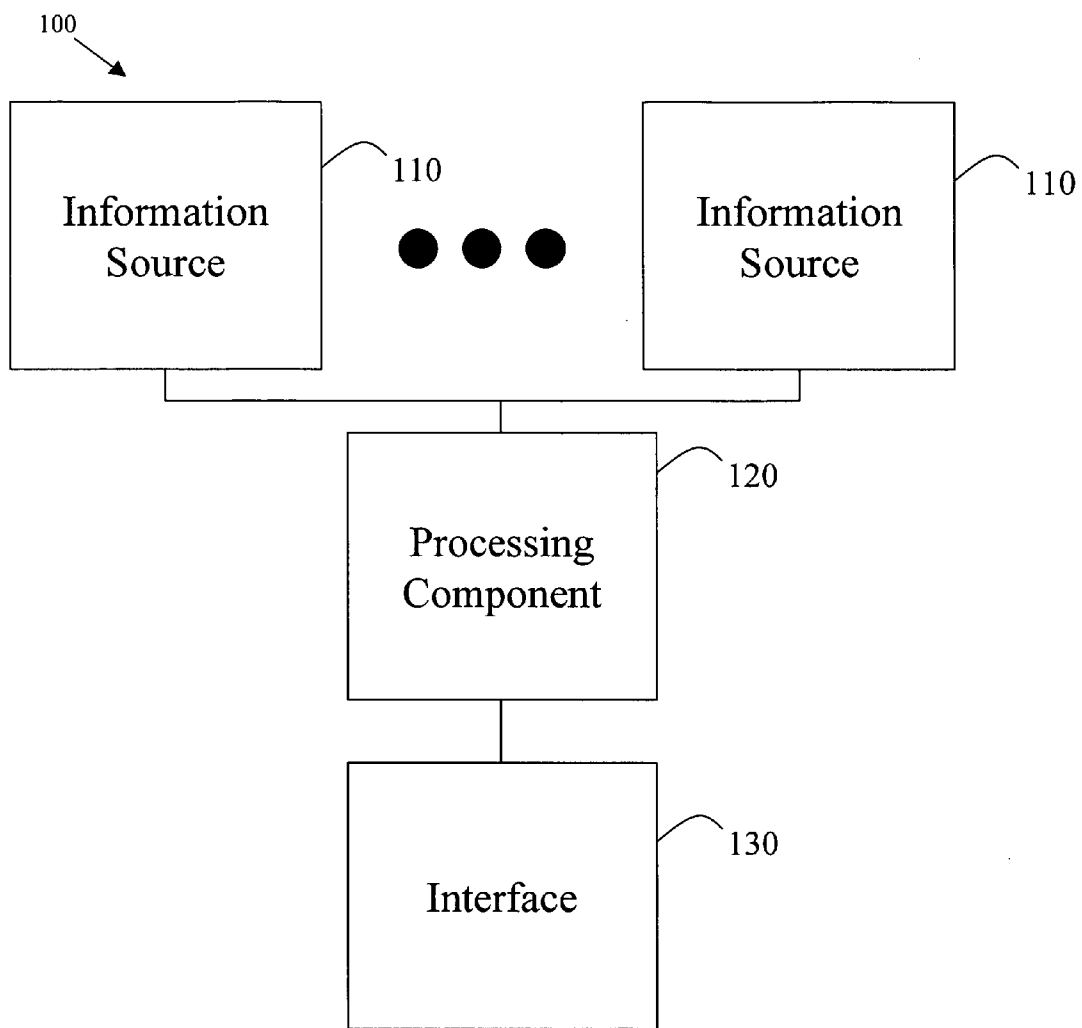 100
Information
Source
110
Information
Source
110
Processing
Component
120
Interface
130